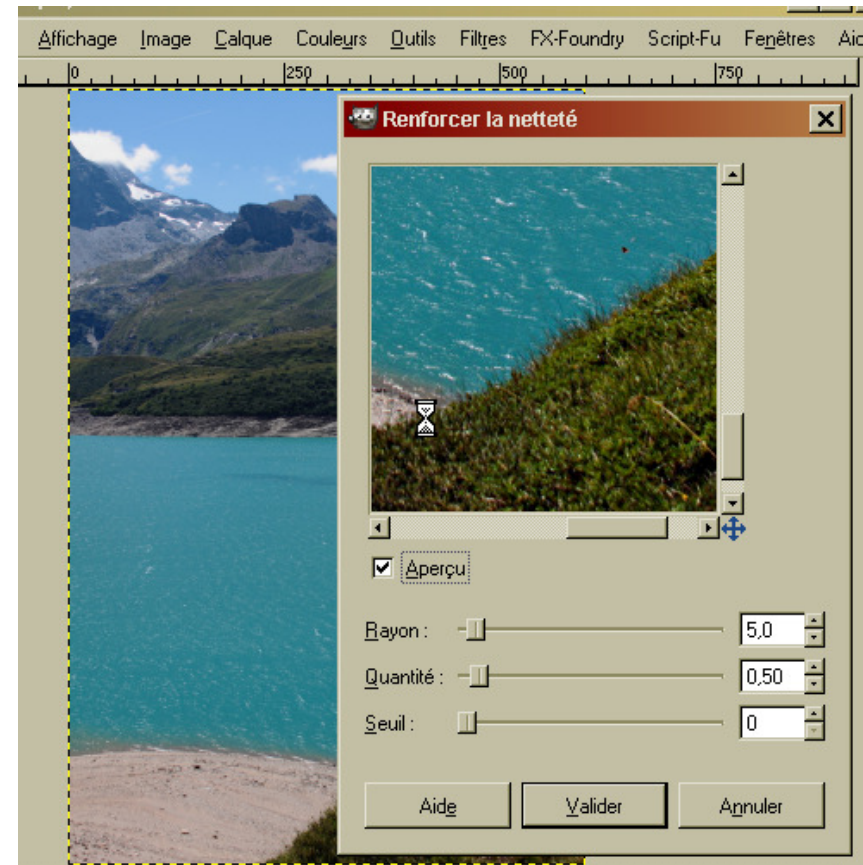 Affichage Image Calque Couleurs Outils Filtres FX-Foundry Script-Fu Fenêtres
0 250 500 750
Renforcer la netteté
Aperçu
Rayon : 5,0
Quantité : 0,50
Seuil : 0
Aide Valider Annuler